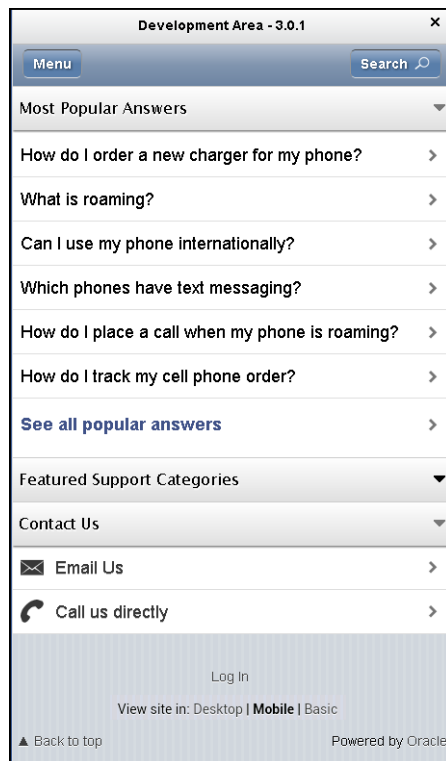 Development Area - 3.0.1 ×
Menu Search
Most Popular Answers
How do I order a new charger for my phone?
What is roaming?
Can I use my phone internationally?
Which phones have text messaging?
How do I place a call when my phone is roaming?
How do I track my cell phone order?
See all popular answers
Featured Support Categories
Contact Us
Email Us
Call us directly
Log In
View site in: Desktop | Mobile | Basic
▲ Back to top Powered by Oracle